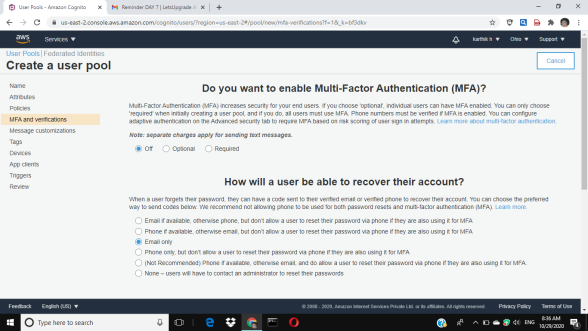 User Pools - Amazon Cognito
Reminder DAY 7 | LetsUpgrade A
us-east-2.console.aws.amazon.com/cognito/users/?region=us-east-2#/pool/new/mfa-verifications?f=1&_k=bf3dkv
aws Services karthik h Ohio Support
User Pools | Federated Identities
Create a user pool
Cancel
Name
Attributes
Policies
MFA and verifications
Message customizations
Tags
Devices
App clients
Triggers
Review
Do you want to enable Multi-Factor Authentication (MFA)?
Multi-Factor Authentication (MFA) increases security for your end users. If you choose 'optional', individual users can have MFA enabled. You can only choose
'required' when initially creating a user pool, and if you do, all users must use MFA. Phone numbers must be verified if MFA is enabled. You can configure
adaptive authentication on the Advanced security tab to require MFA based on risk scoring of user sign in attempts. Learn more about multi-factor authentication.
Note: separate charges apply for sending text messages.
Off Optional Required
How will a user be able to recover their account?
When a user forgets their password, they can have a code sent to their verified email or verified phone to recover their account. You can choose the preferred
way to send codes below. We recommend not allowing phone to be used for both password resets and multi-factor authentication (MFA). Learn more.
Email if available, otherwise phone, but don't allow a user to reset their password via phone if they are also using it for MFA
Phone if available, otherwise email, but don't allow a user to reset their password via phone if they are also using it for MFA
Email only
Phone only, but don't allow a user to reset their password via phone if they are also using it for MFA
(Not Recommended) Phone if available, otherwise email, and do allow a user to reset their password via phone if they are also using it for MFA.
None – users will have to contact an administrator to reset their passwords
Feedback English (US) © 2008 - 2020, Amazon Internet Services Private Ltd. or its affiliates. All rights reserved. Privacy Policy Terms of Use
Type here to search
ENG
8:36 AM
10/29/2020